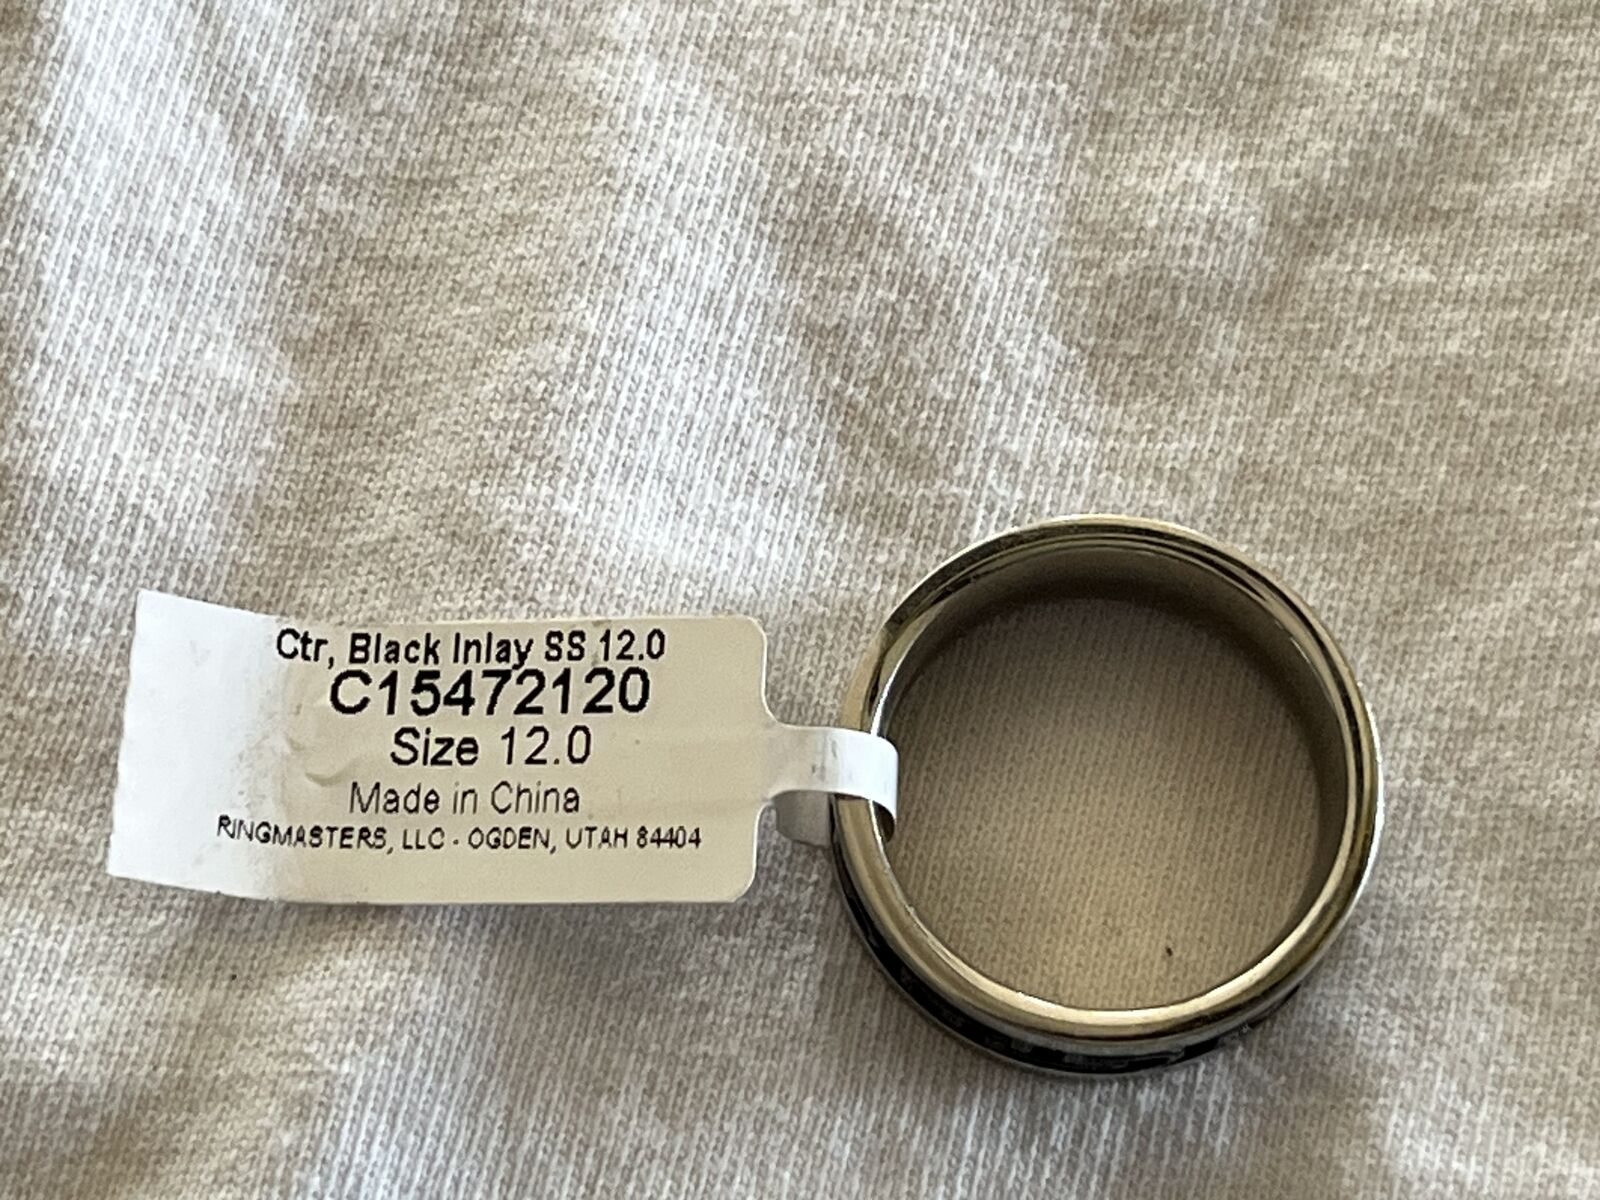 Ctr, Black Inlay SS 12.0
C15472120
Size 12.0
Made in China
RINGMASTERS, LLC - OGDEN, UTAH 84404